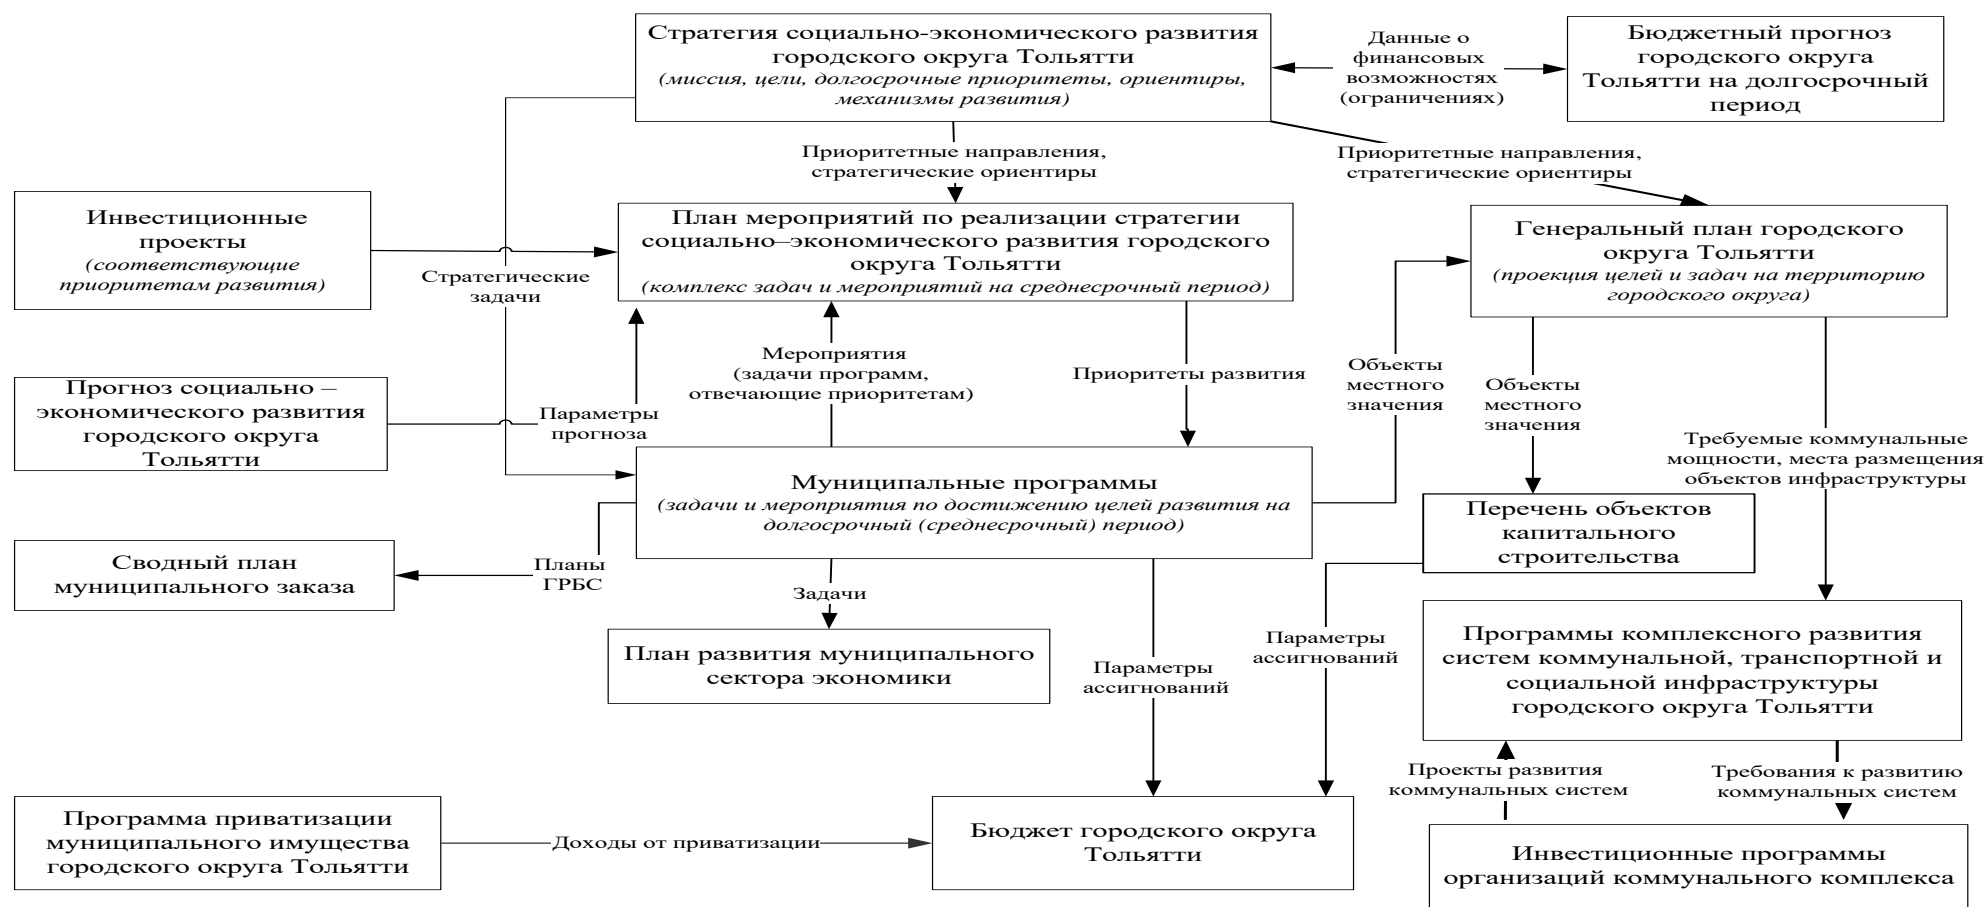 Стратегия социально-экономического развития
городского округа Тольятти
(миссия, цели, долгосрочные приоритеты, ориентиры,
механизмы развития)
Данные о
финансовых
возможностях
(ограничениях)
Бюджетный прогноз
городского округа
Тольятти на долгосрочный
период
Приоритетные направления,
стратегические ориентиры
Приоритетные направления,
стратегические ориентиры
Инвестиционные
проекты
(соответствующие
приоритетам развития)
Стратегические
задачи
План мероприятий по реализации стратегии
социально–экономического развития городского
округа Тольятти
(комплекс задач и мероприятий на среднесрочный период)
Генеральный план городского
округа Тольятти
(проекция целей и задач на территорию
городского округа)
Прогноз социально –
экономического развития
городского округа
Тольятти
Параметры
прогноза
Мероприятия
(задачи программ,
отвечающие приоритетам)
Приоритеты развития
Объекты
местного
значения
Объекты
местного
значения
Требуемые коммунальные
мощности, места размещения
объектов инфраструктуры
Муниципальные программы
(задачи и мероприятия по достижению целей развития на
долгосрочный (среднесрочный) период)
Перечень объектов
капитального
строительства
Сводный план
муниципального заказа
Планы
ГРБС
Задачи
План развития муниципального
сектора экономики
Параметры
ассигнований
Параметры
ассигнований
Программы комплексного развития
систем коммунальной, транспортной и
социальной инфраструктуры
городского округа Тольятти
Проекты развития
коммунальных систем
Требования к развитию
коммунальных систем
Программа приватизации
муниципального имущества
городского округа Тольятти
Доходы от приватизации
Бюджет городского округа
Тольятти
Инвестиционные программы
организаций коммунального комплекса